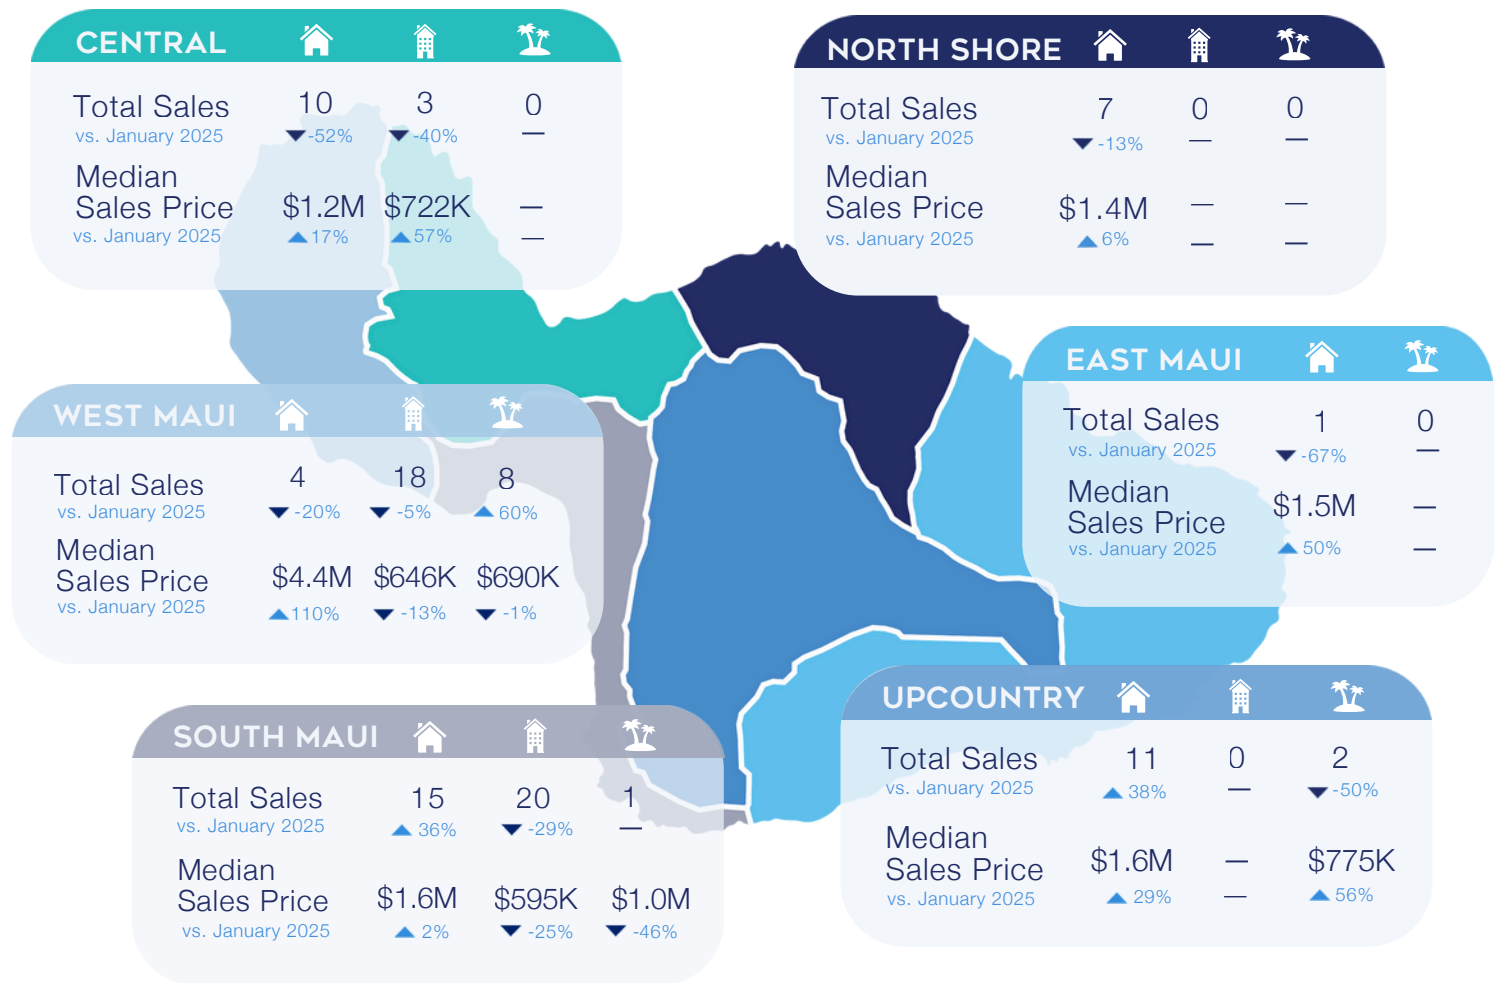 CENTRAL
Total Sales 10 3 0
vs. January 2025 -52% -40% —
Median
Sales Price $1.2M $722K —
vs. January 2025 17% 57% —
NORTH SHORE
Total Sales 7 0 0
vs. January 2025 -13% — —
Median
Sales Price $1.4M — —
vs. January 2025 6% — —
EAST MAUI
Total Sales 1 0
vs. January 2025 -67% —
Median
Sales Price $1.5M —
vs. January 2025 50% —
WEST MAUI
Total Sales 4 18 8
vs. January 2025 -20% -5% 60%
Median
Sales Price $4.4M $646K $690K
vs. January 2025 110% -13% -1%
SOUTH MAUI
Total Sales 15 20 1
vs. January 2025 36% -29% —
Median
Sales Price $1.6M $595K $1.0M
vs. January 2025 2% -25% -46%
UPCOUNTRY
Total Sales 11 0 2
vs. January 2025 38% — -50%
Median
Sales Price $1.6M — $775K
vs. January 2025 29% — 56%